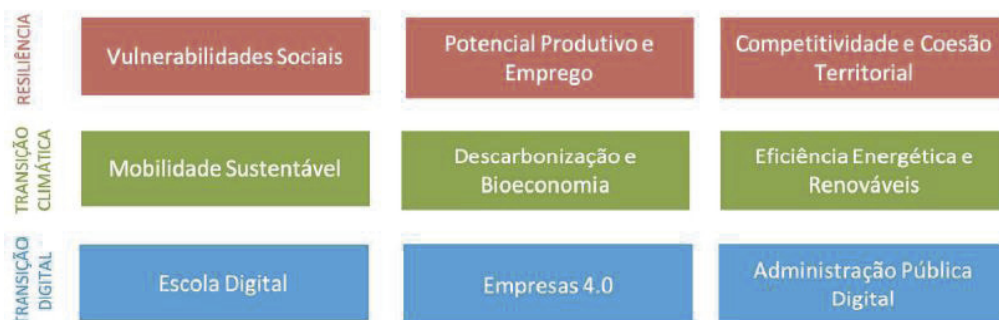 RESILIÊNCIA
Vulnerabilidades Sociais
Potencial Produtivo e
Emprego
Competitividade e Coesão
Territorial
TRANSIÇÃO
CLIMÁTICA
Mobilidade Sustentável
Descarbonização e
Bioeconomia
Eficiência Energética e
Renováveis
TRANSIÇÃO
DIGITAL
Escola Digital
Empresas 4.0
Administração Pública
Digital